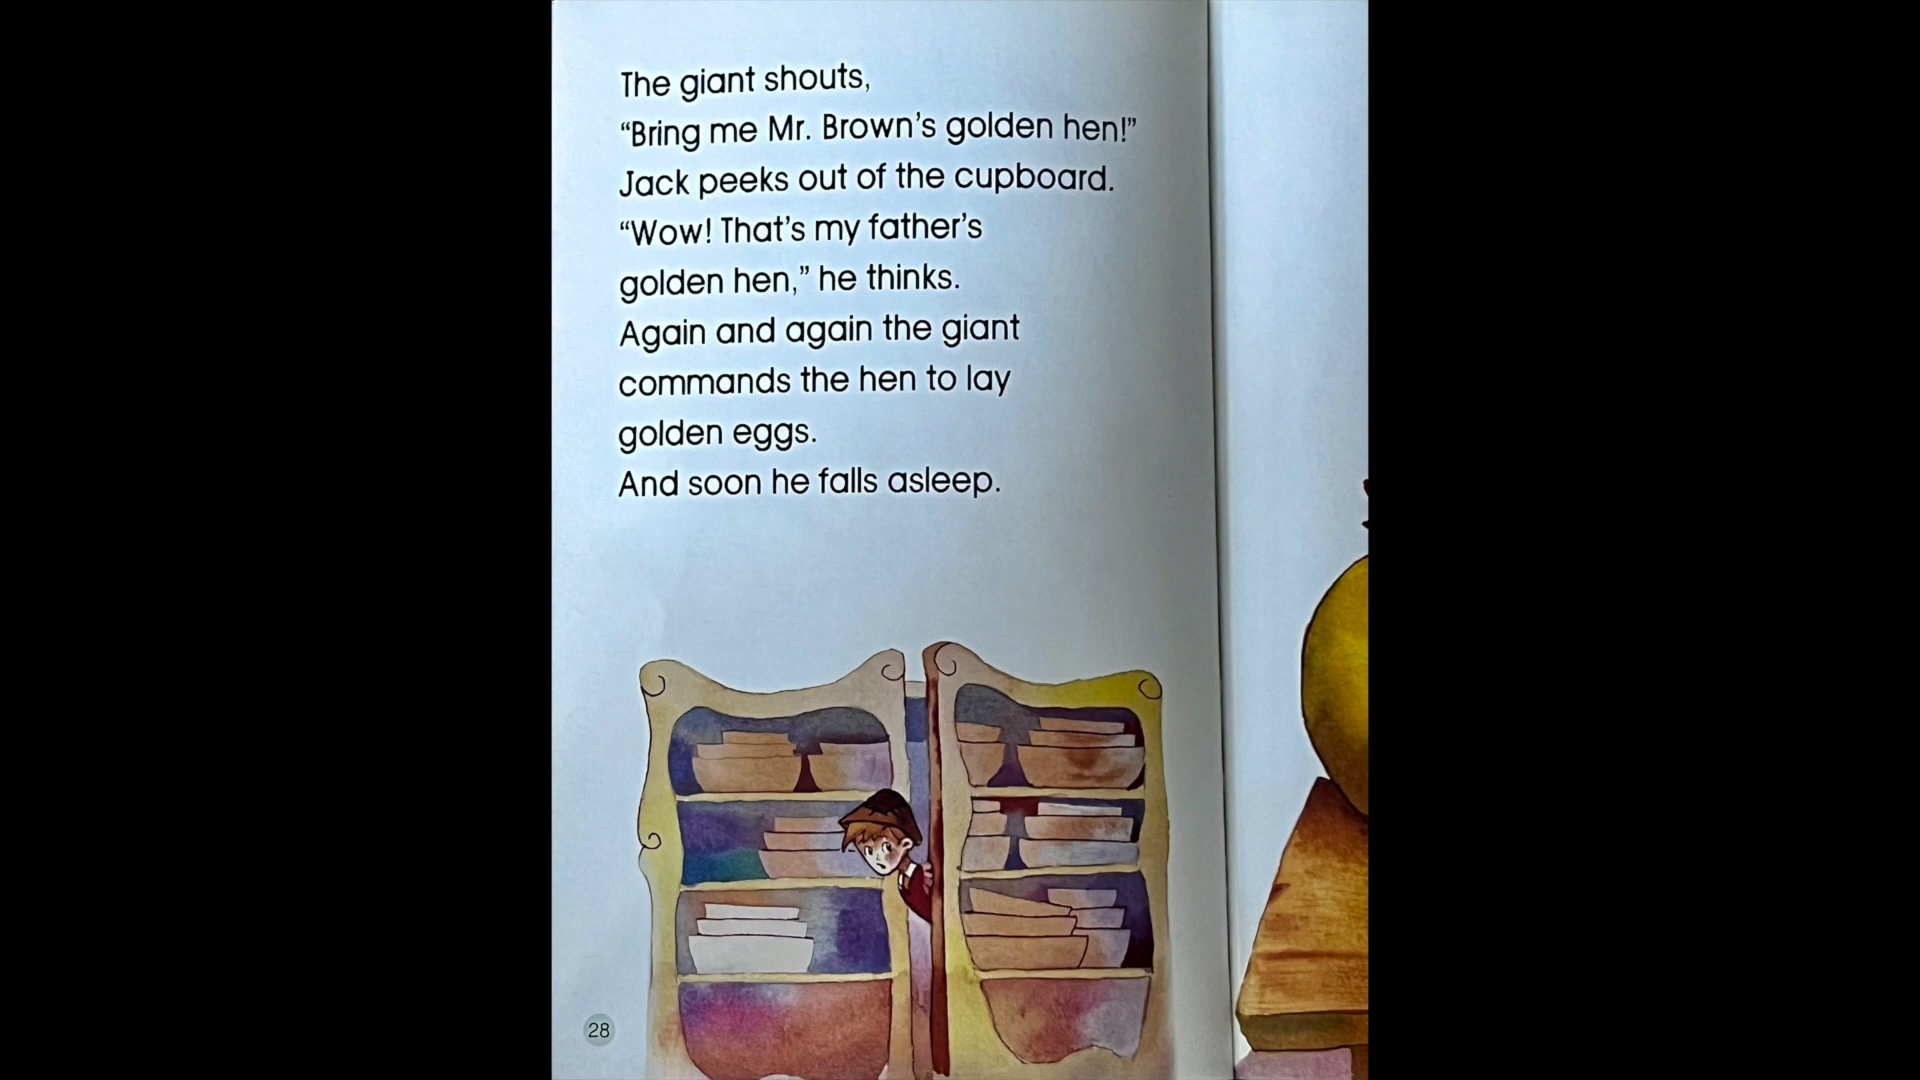 The giant shouts,
“Bring me Mr. Brown’s golden hen!”
Jack peeks out of the cupboard.
“Wow! That’s my father’s
golden hen,” he thinks.
Again and again the giant
commands the hen to lay
golden eggs.
And soon he falls asleep.
28